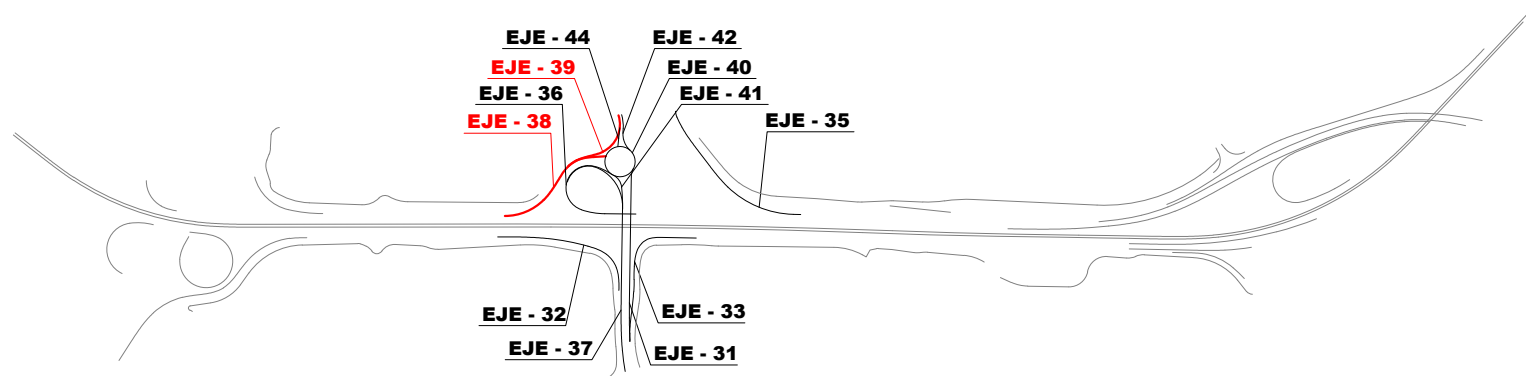 EJE - 44
EJE - 42
EJE - 39
EJE - 40
EJE - 36
EJE - 41
EJE - 38
EJE - 35
EJE - 32
EJE - 33
EJE - 37
EJE - 31